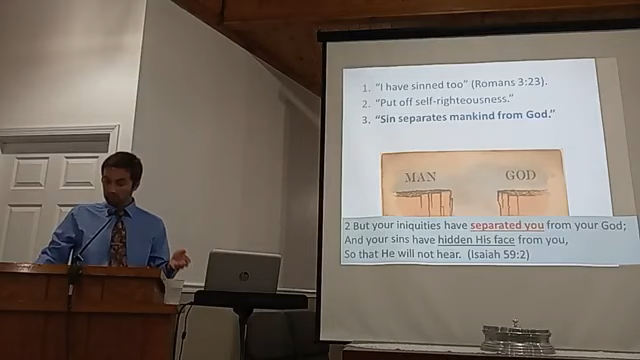 1. "I have sinned too" (Romans 3:23).
2. "Put off self-righteousness."
3. "Sin separates mankind from God."
MAN GOD
2 But your iniquities have separated you from your God;
And your sins have hidden His face from you,
So that He will not hear. (Isaiah 59:2)